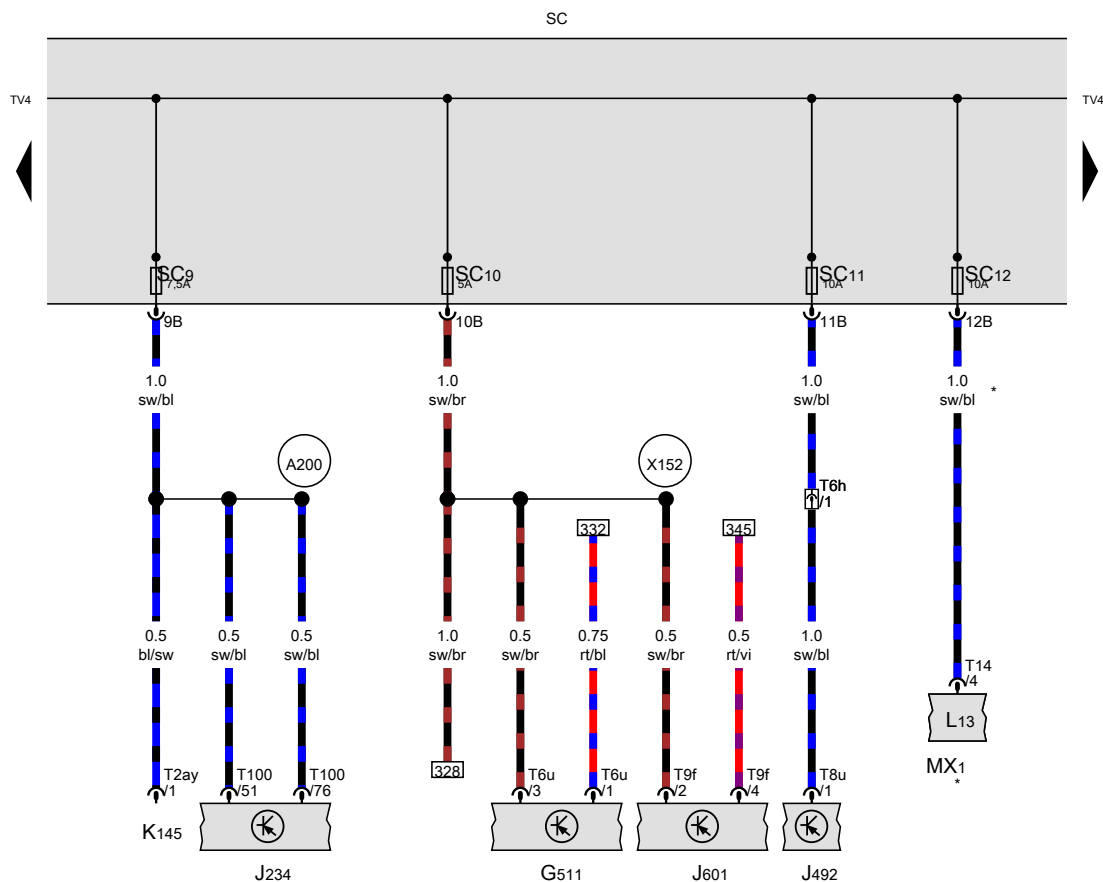 SC
TV4 TV4
SC9 SC10 SC11 SC12
7,5A 5A 10A 10A
9B 10B 11B 12B
1.0 1.0 1.0 1.0
sw/bl sw/br sw/bl sw/bl *
A200 X152
T6h
/1
332 345
0.5 0.5 0.5 1.0 0.5 0.75 0.5 0.5 1.0
bl/sw sw/bl sw/bl sw/br sw/br rt/bl sw/br rt/vi sw/bl
T14
/4
L13
328
MX1
*
T2ay T100 T100 T6u T6u T9f T9f T8u
/1 /51 /76 /3 /1 /2 /4 /1
K145
J234 G511 J601 J492